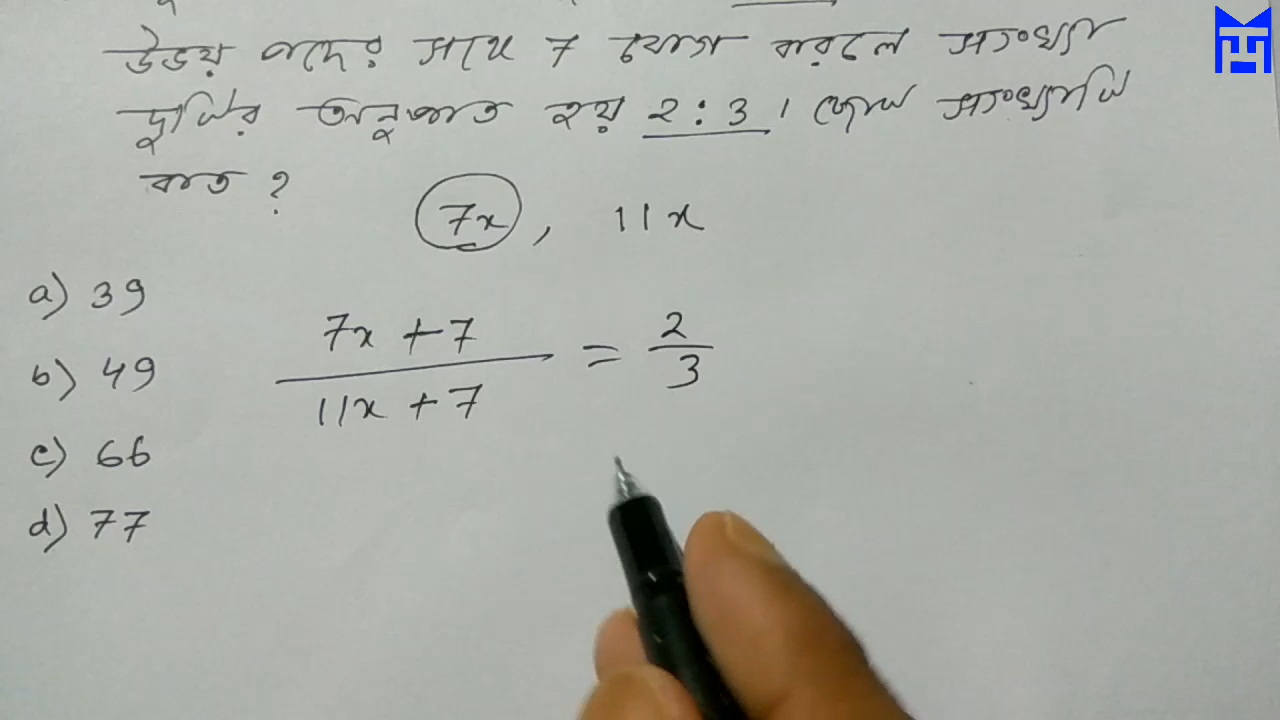 উভয় পদের সাথে 7 যোগ করলে সংখ্যা
দুটির অনুপাত হয় 2 : 3 । ছোট সংখ্যাটি
কত ?
7x , 11x
a) 39
b) 49
c) 66
d) 77
7x + 7
11x + 7
= 2
3